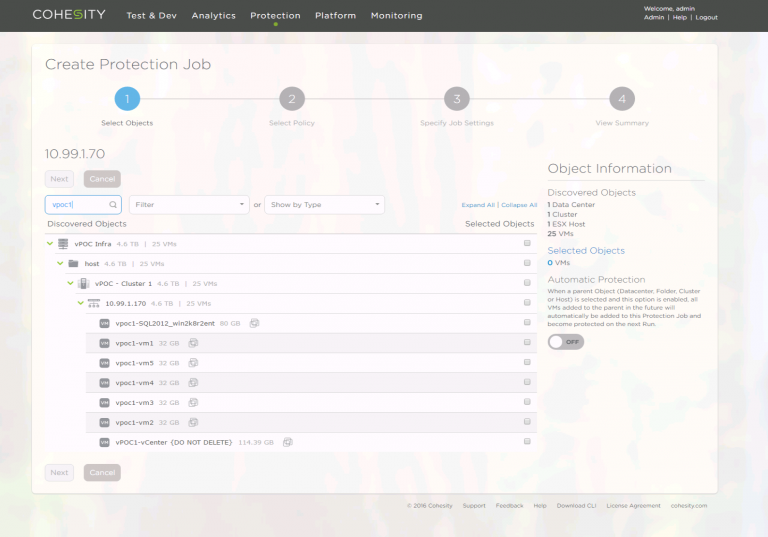 COHESITY Test & Dev Analytics Protection Platform Monitoring
Welcome, admin
Admin | Help | Logout
Create Protection Job
1 2 3 4
Select Objects Select Policy Specify Job Settings View Summary
10.99.1.70
Next Cancel
vpoc1 Filter or Show by Type Expand All | Collapse All
Discovered Objects Selected Objects
vPOC Infra 4.6 TB | 25 VMs
host 4.6 TB | 25 VMs
vPOC - Cluster 1 4.6 TB | 25 VMs
10.99.1.170 4.6 TB | 25 VMs
VM vpoc1-SQL2012_win2k8r2ent 80 GB
VM vpoc1-vm1 32 GB
VM vpoc1-vm5 32 GB
VM vpoc1-vm4 32 GB
VM vpoc1-vm3 32 GB
VM vpoc1-vm2 32 GB
VM vPOC1-vCenter {DO NOT DELETE} 114.39 GB
Next Cancel
Object Information
Discovered Objects
1 Data Center
1 Cluster
1 ESX Host
25 VMs
Selected Objects
0 VMs
Automatic Protection
When a parent Object (Datacenter, Folder, Cluster
or Host) is selected and this option is enabled, all
VMs added to the parent in the future will
automatically be added to this Protection Job and
become protected on the next Run.
OFF
© 2016 Cohesity Support Feedback Help Download CLI License Agreement cohesity.com